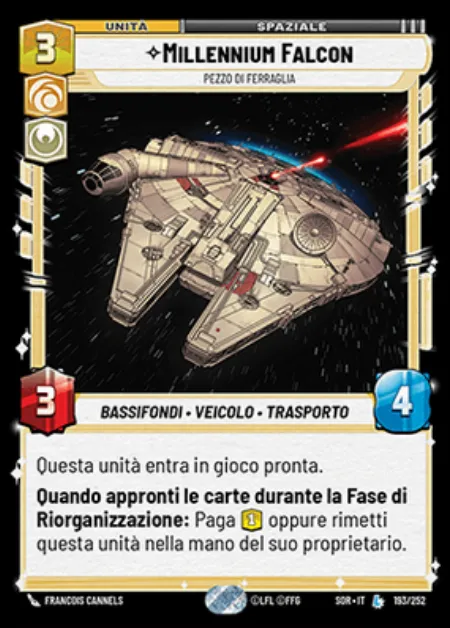 3
UNITÀ
SPAZIALE
✧MILLENNIUM FALCON
PEZZO DI FERRAGLIA
3
BASSIFONDI • VEICOLO • TRASPORTO
4
Questa unità entra in gioco pronta.
Quando appronti le carte durante la Fase di
Riorganizzazione: Paga 1 oppure rimetti
questa unità nella mano del suo proprietario.
FRANCOIS CANNELS
©LFL ©FFG
SOR • IT
L
193/252